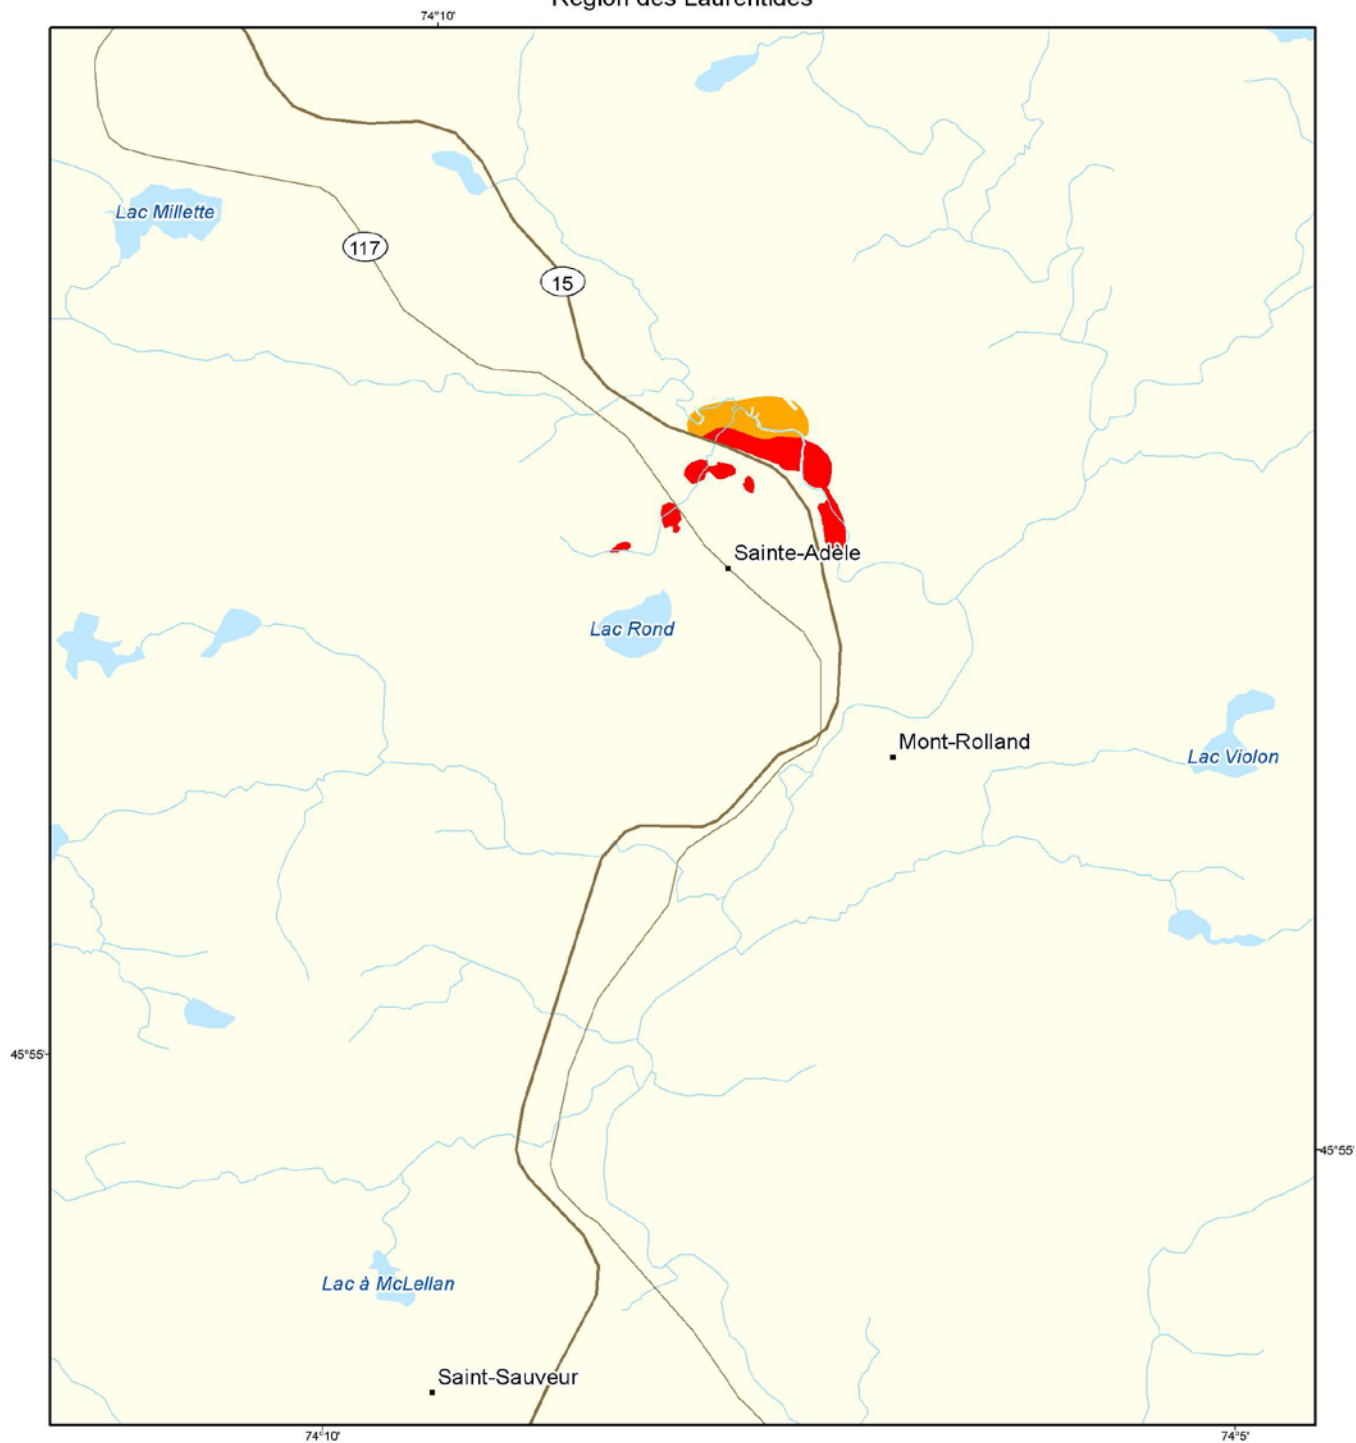 Région des Laurentides
74°10'
Lac Millette
117
15
Sainte-Adèle
Lac Rond
Mont-Rolland
Lac Violon
45°55'
45°55'
Lac à McLellan
Saint-Sauveur
74°10'
74°5'